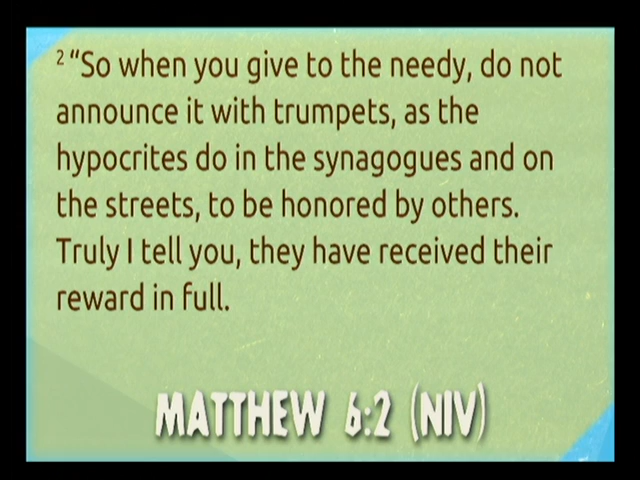 2 “So when you give to the needy, do not
announce it with trumpets, as the
hypocrites do in the synagogues and on
the streets, to be honored by others.
Truly I tell you, they have received their
reward in full.
MATTHEW 6:2 (NIV)